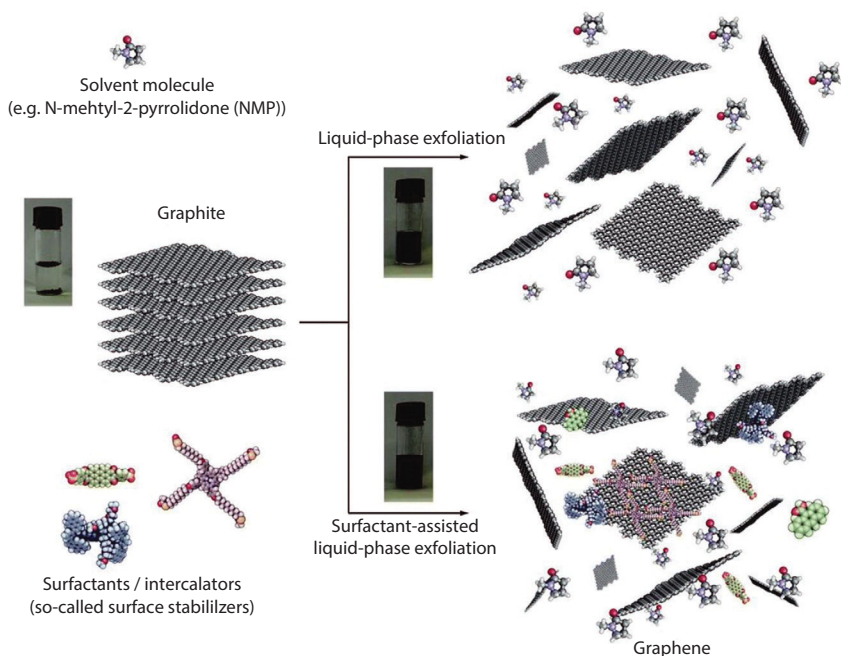 Solvent molecule
(e.g. N-mehtyl-2-pyrrolidone (NMP))
Liquid-phase exfoliation
Graphite
Surfactant-assisted
liquid-phase exfoliation
Surfactants / intercalators
(so-called surface stabililzers)
Graphene